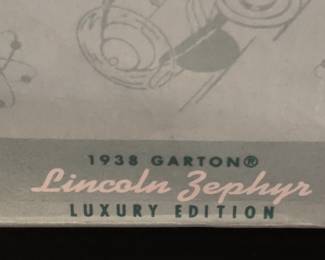 1938 GARTON®
Lincoln Zephyr
LUXURY EDITION